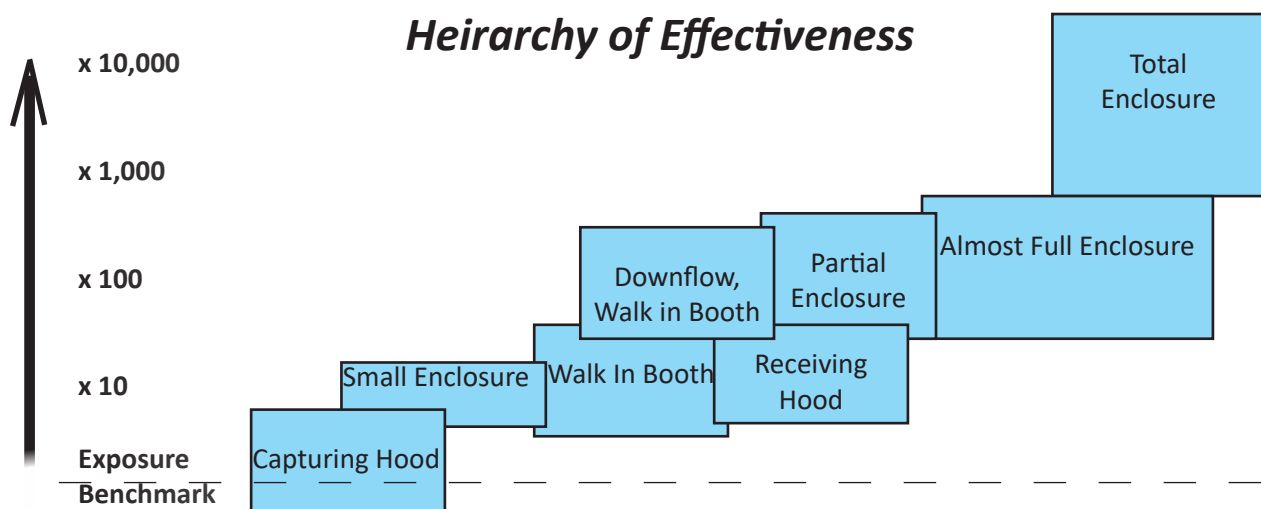 Heirarchy of Effectiveness
x 10,000
x 1,000
x 100
x 10
Exposure
Benchmark
Capturing Hood
Small Enclosure
Walk In Booth
Downflow,
Walk in Booth
Receiving
Hood
Partial
Enclosure
Almost Full Enclosure
Total
Enclosure